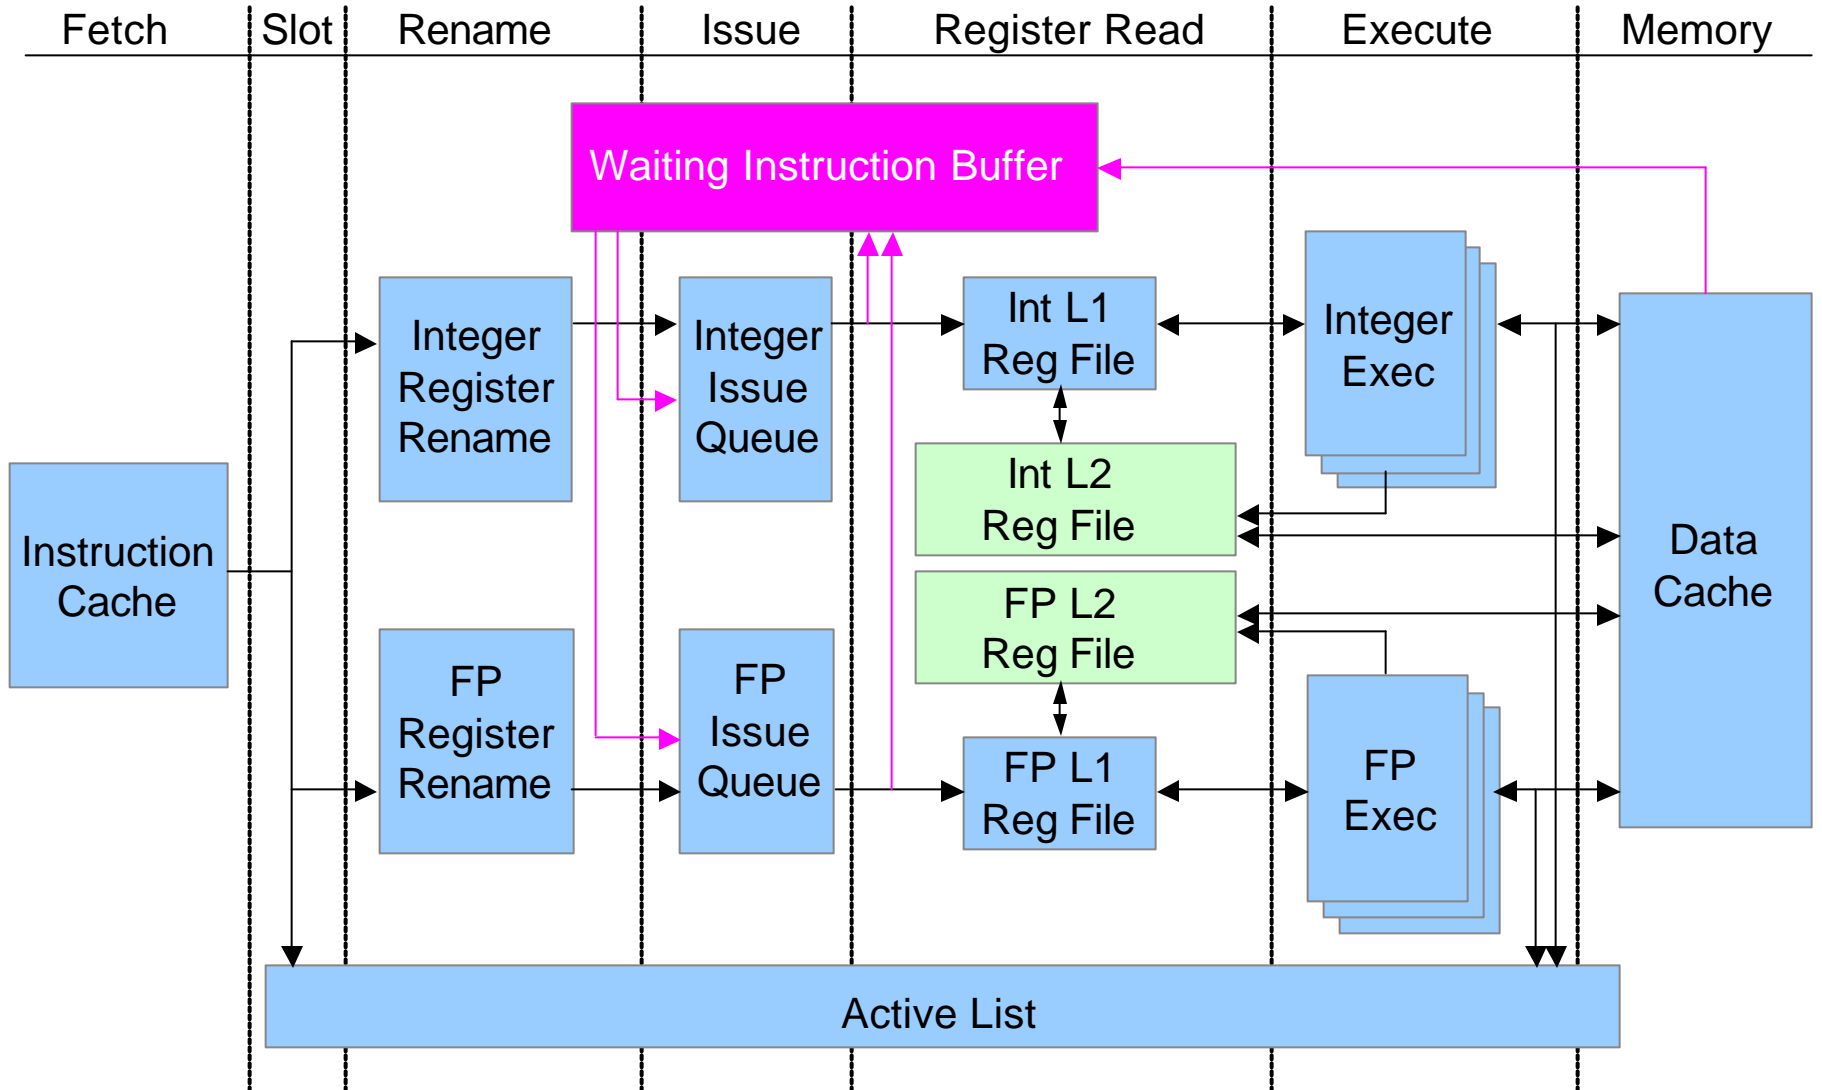 Fetch
Slot
Rename
Issue
Register Read
Execute
Memory
Waiting Instruction Buffer
Integer
Register
Rename
Integer
Issue
Queue
Int L1
Reg File
Integer
Exec
Int L2
Reg File
Instruction
Cache
Data
Cache
FP L2
Reg File
FP
Register
Rename
FP
Issue
Queue
FP L1
Reg File
FP
Exec
Active List